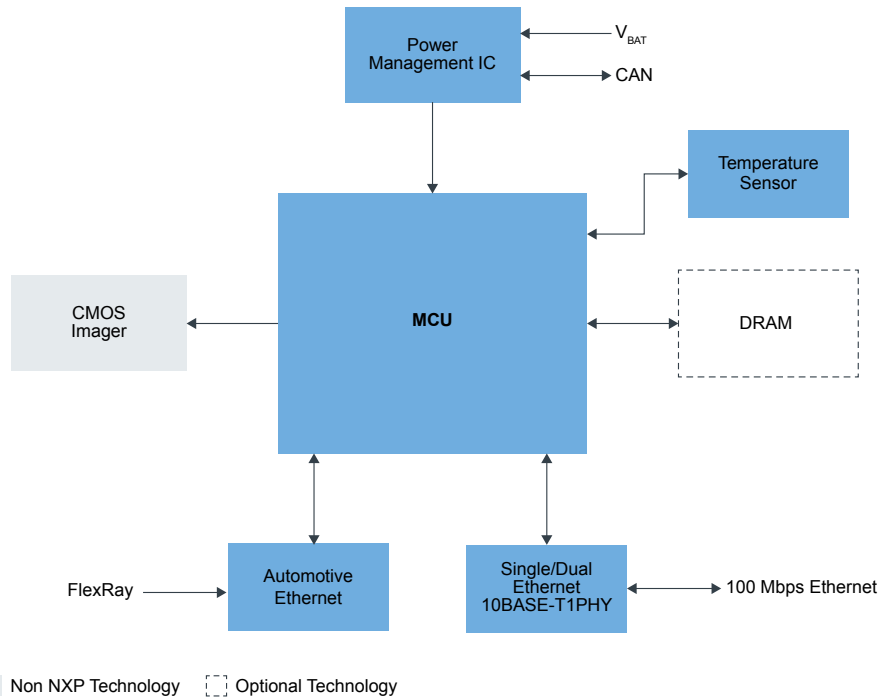 Power
Management IC
V_BAT
CAN
Temperature
Sensor
CMOS
Imager
MCU
DRAM
FlexRay
Automotive
Ethernet
Single/Dual
Ethernet
10BASE-T1PHY
100 Mbps Ethernet
Non NXP Technology
Optional Technology